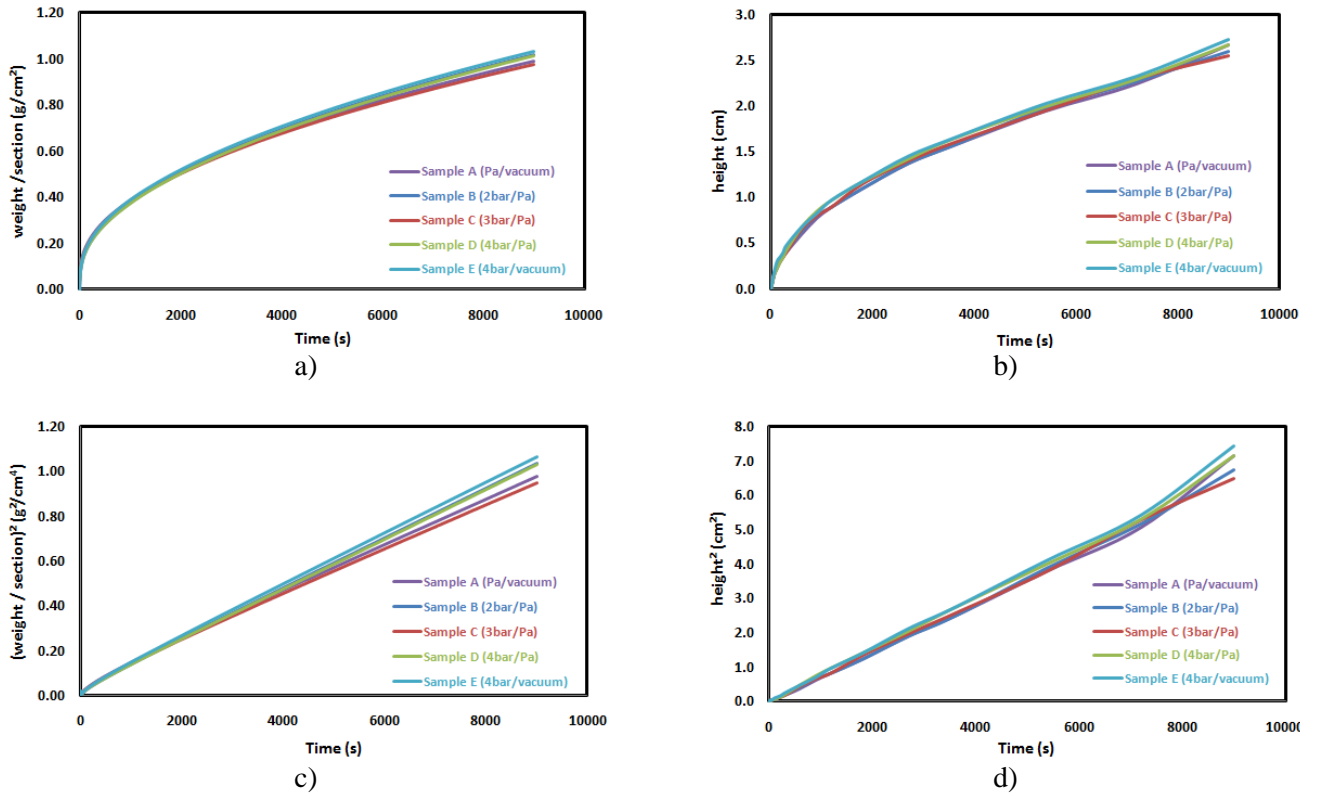 weight /section (g/cm²)
1.20
1.00
0.80
0.60
0.40
0.20
0.00
Sample A (Pa/vacuum)
Sample B (2bar/Pa)
Sample C (3bar/Pa)
Sample D (4bar/Pa)
Sample E (4bar/vacuum)
0 2000 4000 6000 8000 10000
Time (s)
a)
height (cm)
3.0
2.5
2.0
1.5
1.0
0.5
0.0
Sample A (Pa/vacuum)
Sample B (2bar/Pa)
Sample C (3bar/Pa)
Sample D (4bar/Pa)
Sample E (4bar/vacuum)
0 2000 4000 6000 8000 10000
Time (s)
b)
(weight / section)² (g²/cm⁴)
1.20
1.00
0.80
0.60
0.40
0.20
0.00
Sample A (Pa/vacuum)
Sample B (2bar/Pa)
Sample C (3bar/Pa)
Sample D (4bar/Pa)
Sample E (4bar/vacuum)
0 2000 4000 6000 8000 10000
Time (s)
c)
height² (cm²)
8.0
7.0
6.0
5.0
4.0
3.0
2.0
1.0
0.0
Sample A (Pa/vacuum)
Sample B (2bar/Pa)
Sample C (3bar/Pa)
Sample D (4bar/Pa)
Sample E (4bar/vacuum)
0 2000 4000 6000 8000 10000
Time (s)
d)